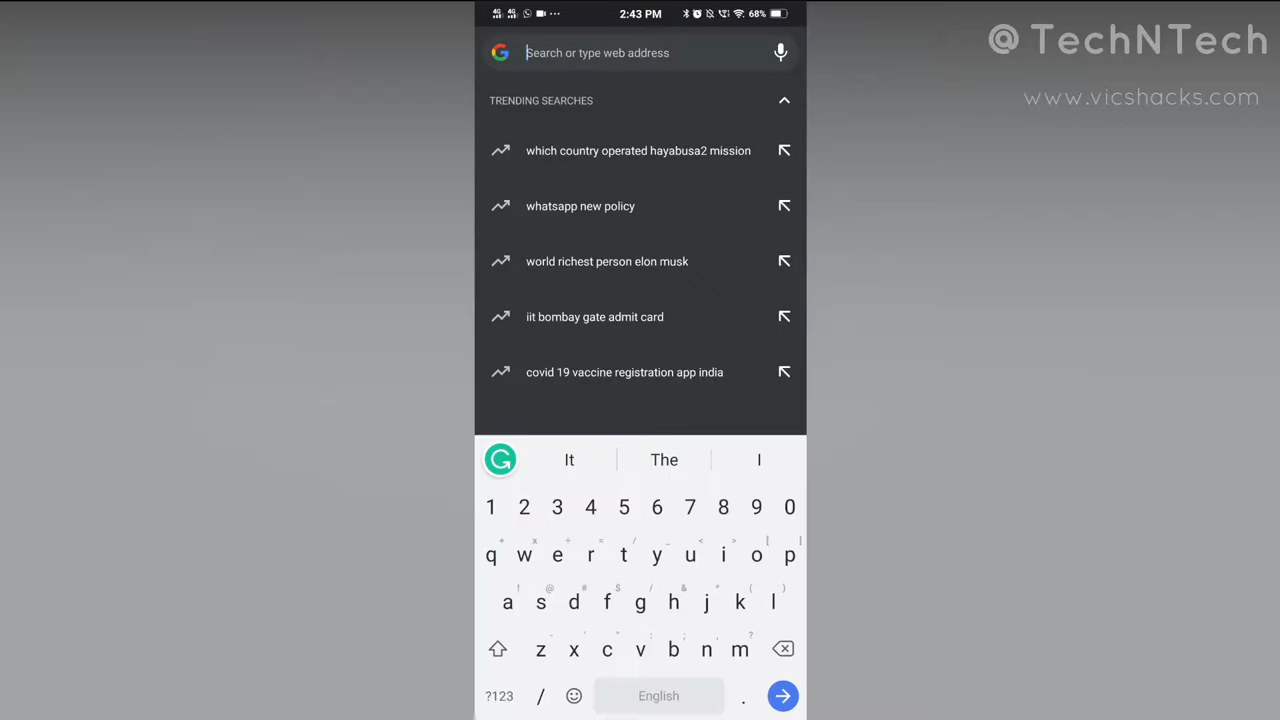 4G 4G 2:43 PM 68%
@ TechNTech
www.vicshacks.com
Search or type web address
TRENDING SEARCHES
which country operated hayabusa2 mission
whatsapp new policy
world richest person elon musk
iit bombay gate admit card
covid 19 vaccine registration app india
It The I
1 2 3 4 5 6 7 8 9 0
q w e r t y u i o p
a s d f g h j k l
z x c v b n m
?123 / English .